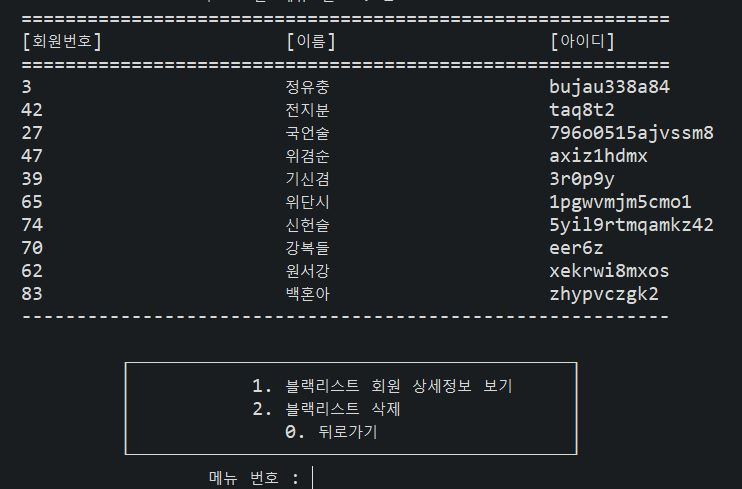 ============================================================
[회원번호] [이름] [아이디]
============================================================
3 정유충 bujau338a84
42 전지분 taq8t2
27 국언술 796o0515ajvssm8
47 위겸순 axiz1hdmx
39 기신겸 3r0p9y
65 위단시 1pgwvmjm5cmo1
74 신헌슬 5yil9rtmqamkz42
70 강복들 eer6z
62 원서강 xekrwi8mxos
83 백혼아 zhypvczgk2
------------------------------------------------------------
1. 블랙리스트 회원 상세정보 보기
2. 블랙리스트 삭제
0. 뒤로가기
메뉴 번호 :